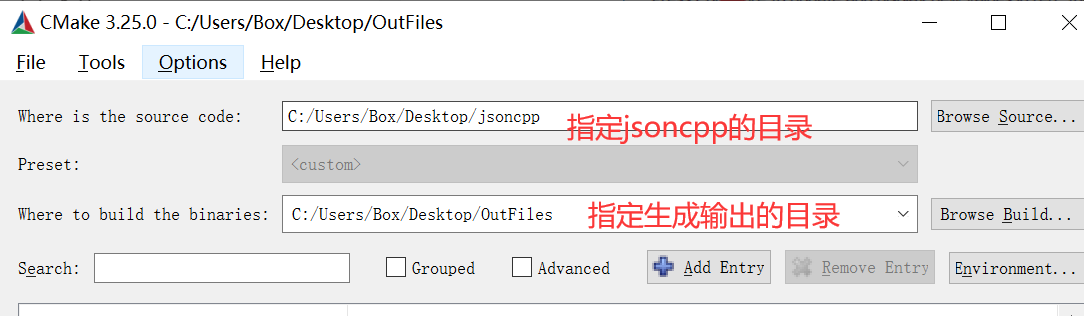 CMake 3.25.0 - C:/Users/Box/Desktop/OutFiles
File Tools Options Help
Where is the source code: C:/Users/Box/Desktop/jsoncpp 指定jsoncpp的目录 Browse Source...
Preset: <custom>
Where to build the binaries: C:/Users/Box/Desktop/OutFiles 指定生成输出的目录 Browse Build...
Search: Grouped Advanced Add Entry Remove Entry Environment...